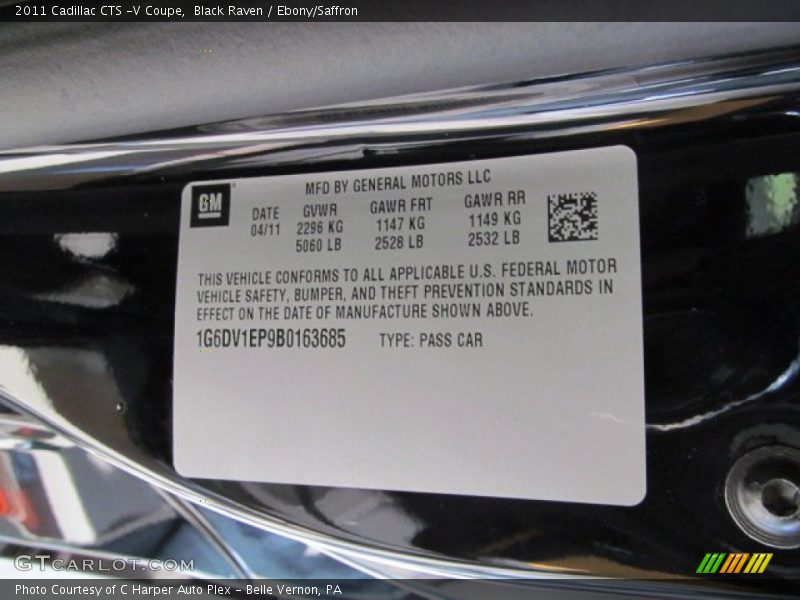 2011 Cadillac CTS -V Coupe, Black Raven / Ebony/Saffron
GM
MFD BY GENERAL MOTORS LLC
DATE GVWR GAWR FRT GAWR RR
04/11 2296 KG 1147 KG 1149 KG
5060 LB 2528 LB 2532 LB
THIS VEHICLE CONFORMS TO ALL APPLICABLE U.S. FEDERAL MOTOR
VEHICLE SAFETY, BUMPER, AND THEFT PREVENTION STANDARDS IN
EFFECT ON THE DATE OF MANUFACTURE SHOWN ABOVE.
1G6DV1EP9B0163685 TYPE: PASS CAR
GTCARLOT.COM
Photo Courtesy of C Harper Auto Plex - Belle Vernon, PA